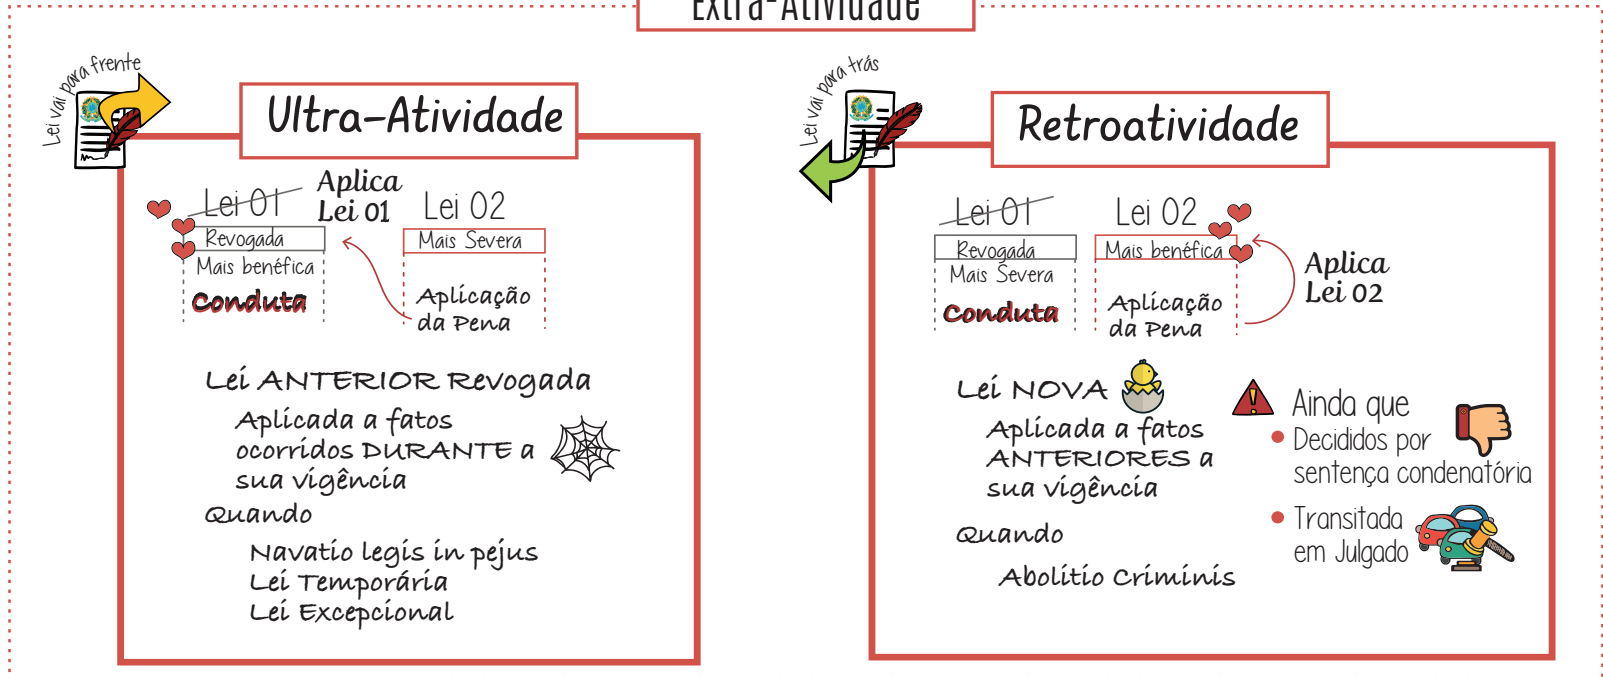 Extra-Atividade
Lei vai para frente
Ultra-Atividade
Lei 01
Aplica
Lei 01
Lei 02
Revogada
Mais benéfica
Mais Severa
Conduta
Aplicação
da Pena
Lei ANTERIOR Revogada
Aplicada a fatos
ocorridos DURANTE a
sua vigência
Quando
Navatio legis in pejus
Lei Temporária
Lei Excepcional
Lei vai para trás
Retroatividade
Lei 01
Lei 02
Revogada
Mais Severa
Mais benéfica
Conduta
Aplicação
da Pena
Aplica
Lei 02
Lei NOVA
Aplicada a fatos
ANTERIORES a
sua vigência
Quando
Abolitio Criminis
Ainda que
Decididos por
sentença condenatória
Transitada
em Julgado